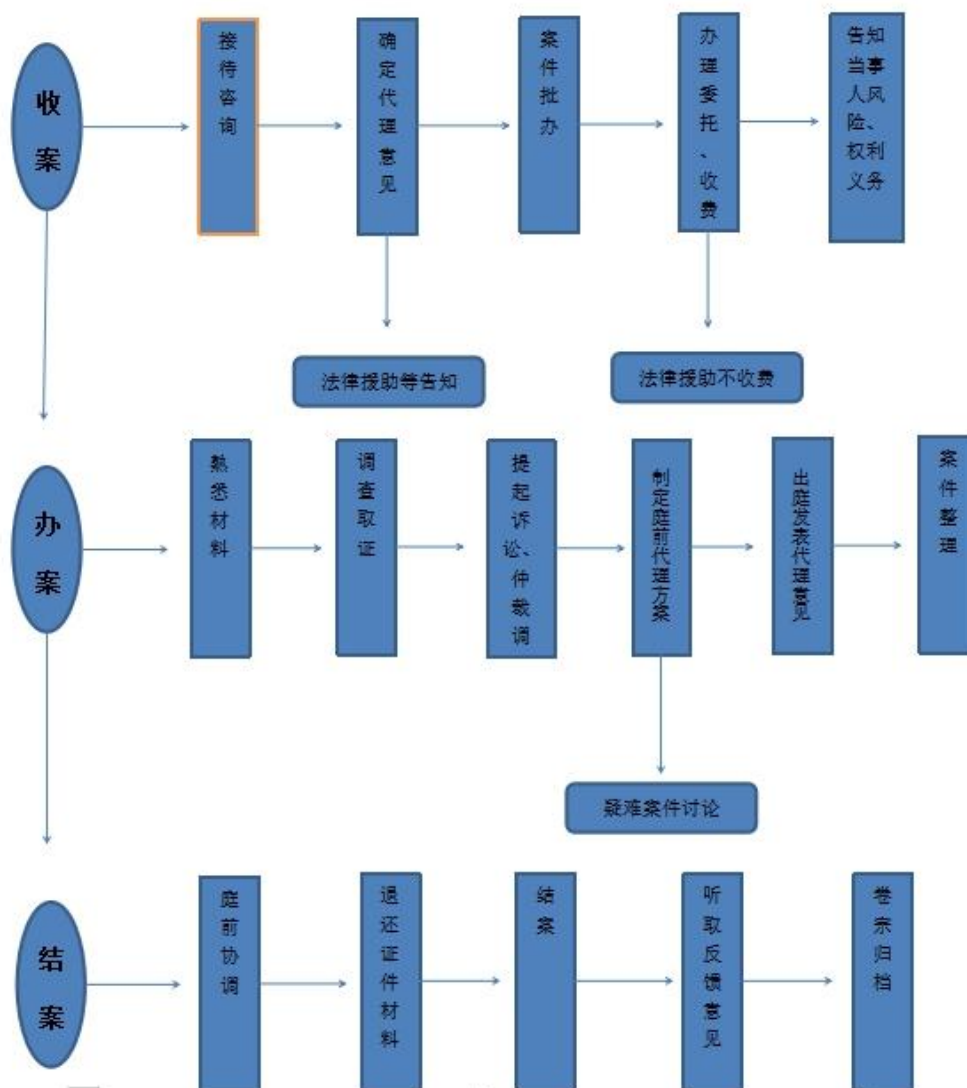 收案
接待咨询
确定代理意见
案件批办
办理委托、收费
告知当事人风险、权利义务
法律援助等告知
法律援助不收费
办案
熟悉材料
调查取证
提起诉讼、仲裁调
制定庭前代理方案
出庭发表代理意见
案件整理
疑难案件讨论
结案
庭前协调
退还证件材料
结案
听取反馈意见
卷宗归档